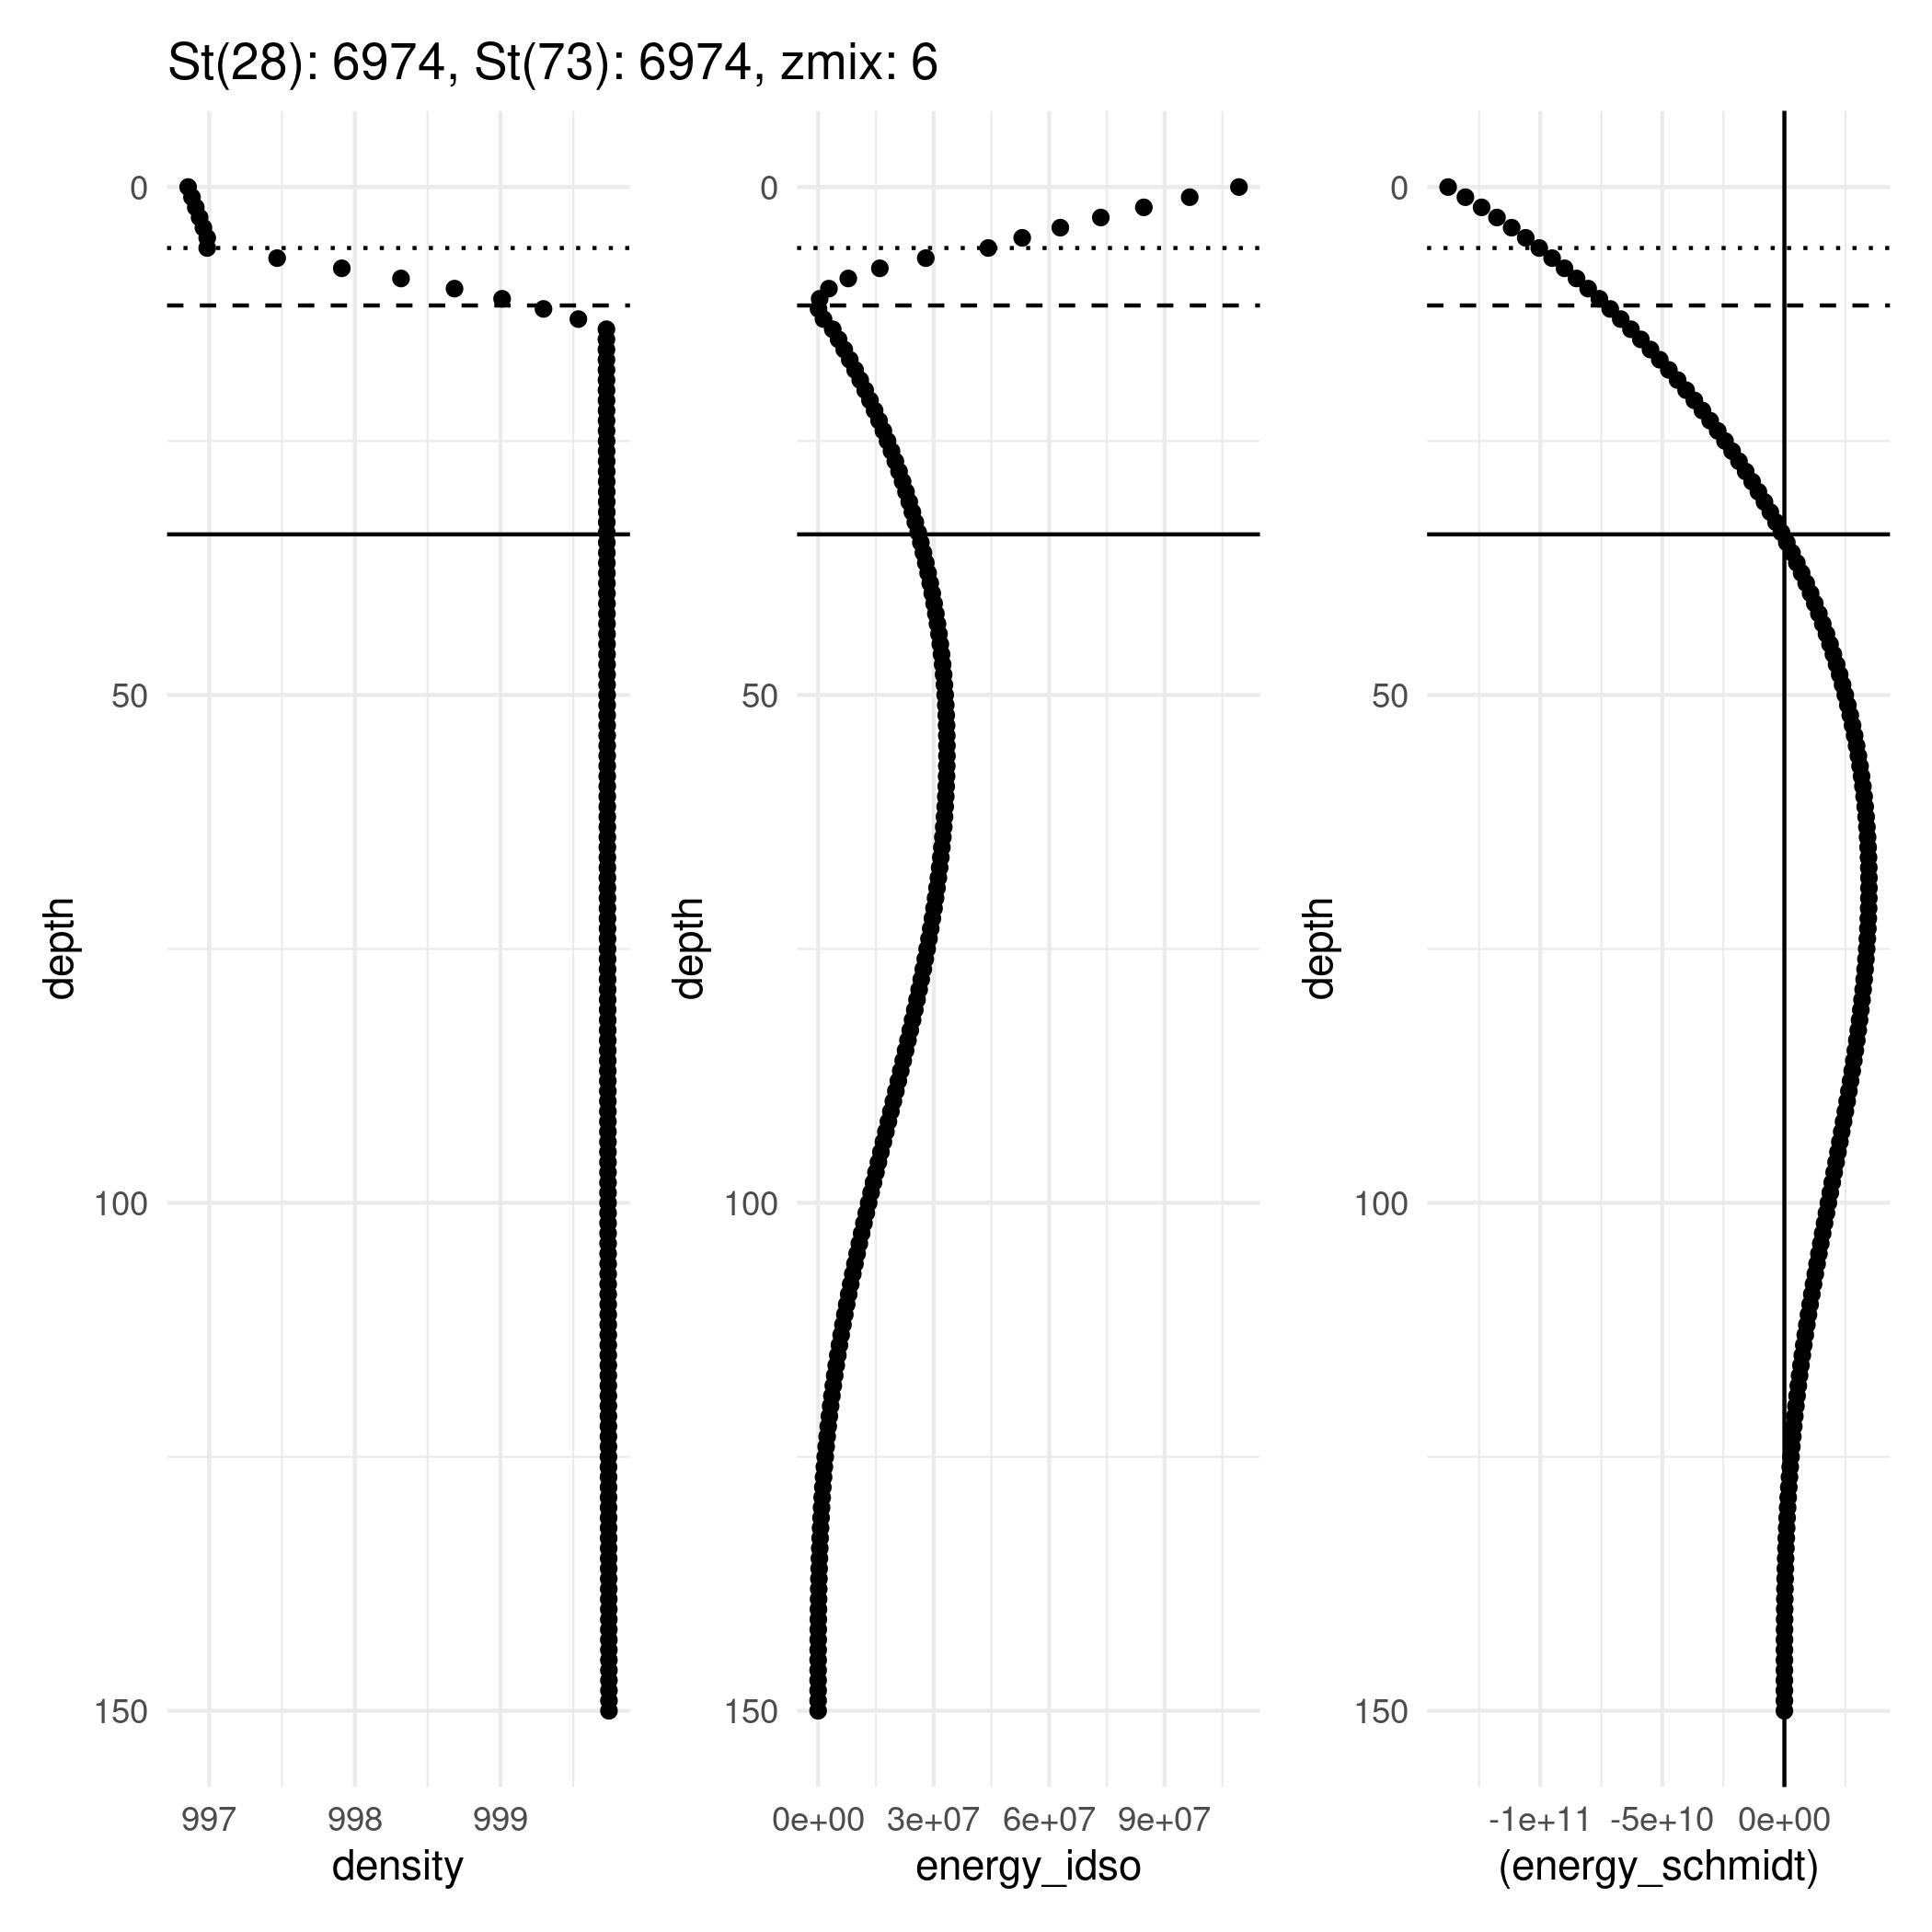 St(28): 6974, St(73): 6974, zmix: 6
depth
0
50
100
150
997 998 999
density
depth
0
50
100
150
0e+00 3e+07 6e+07 9e+07
energy_idso
depth
0
50
100
150
-1e+11 -5e+10 0e+00
(energy_schmidt)